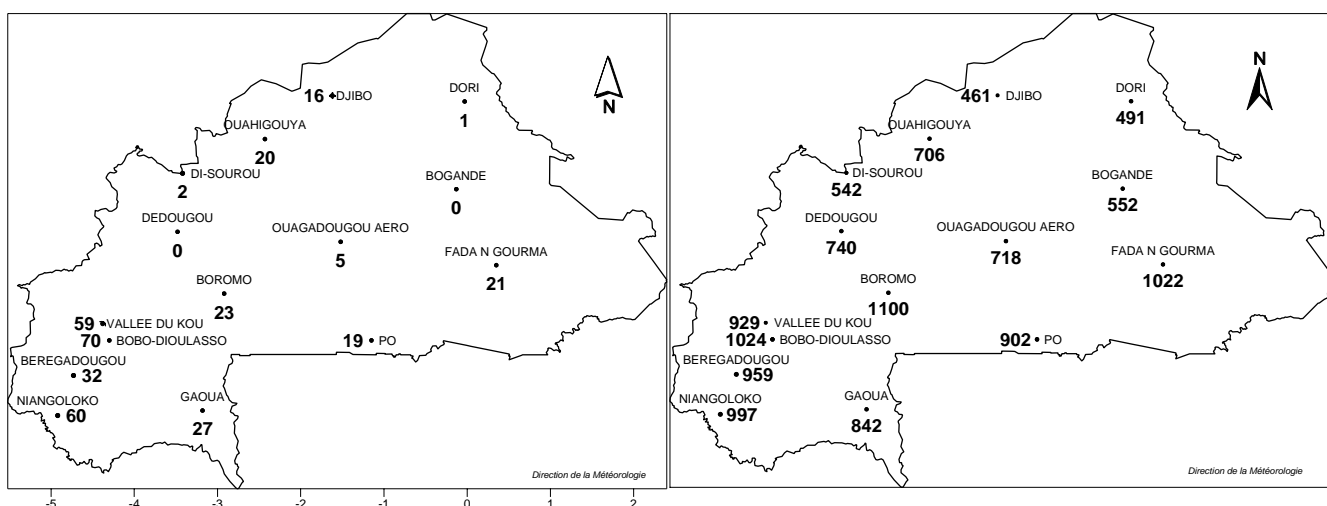 N
16 DJIBO
DORI
1
OUAHIGOUYA
20
DI-SOUROU
2
BOGANDE
0
DEDOUGOU
0
OUAGADOUGOU AERO
5
FADA N GOURMA
21
BOROMO
23
59 VALLEE DU KOU
70 BOBO-DIOULASSO
19 PO
BEREGADOUGOU
32
NIANGOLOKO
60
GAOUA
27
Direction de la Météorologie
-5 -4 -3 -2 -1 0 1 2
N
461 DJIBO
DORI
491
OUAHIGOUYA
706
DI-SOUROU
542
BOGANDE
552
DEDOUGOU
740
OUAGADOUGOU AERO
718
FADA N GOURMA
1022
BOROMO
1100
929 VALLEE DU KOU
1024 BOBO-DIOULASSO
902 PO
BEREGADOUGOU
959
NIANGOLOKO
997
GAOUA
842
Direction de la Météorologie